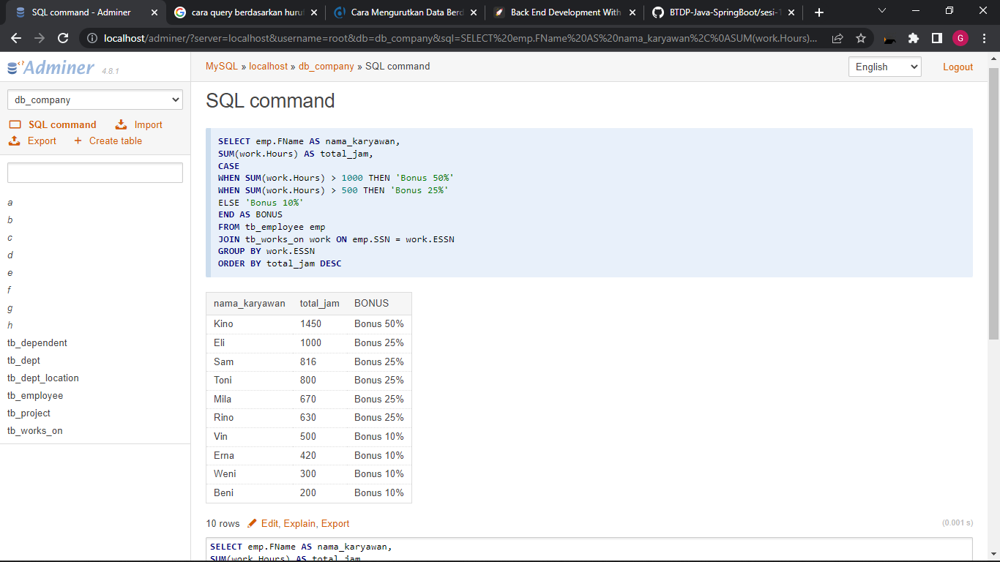 SQL command - Adminer
cara query berdasarkan huru
Cara Mengurutkan Data Berd
Back End Development With
BTDP-Java-SpringBoot/sesi-1
localhost/adminer/?server=localhost&username=root&db=db_company&sql=SELECT%20emp.FName%20AS%20nama_karyawan%2C%0ASUM(work.Hours)...
G
Adminer 4.8.1
MySQL » localhost » db_company » SQL command
English
Logout
db_company
SQL command
Import
Export
+ Create table
a
b
c
d
e
f
g
h
tb_dependent
tb_dept
tb_dept_location
tb_employee
tb_project
tb_works_on
SQL command
SELECT emp.FName AS nama_karyawan,
SUM(work.Hours) AS total_jam,
CASE
WHEN SUM(work.Hours) > 1000 THEN 'Bonus 50%'
WHEN SUM(work.Hours) > 500 THEN 'Bonus 25%'
ELSE 'Bonus 10%'
END AS BONUS
FROM tb_employee emp
JOIN tb_works_on work ON emp.SSN = work.ESSN
GROUP BY work.ESSN
ORDER BY total_jam DESC
nama_karyawan total_jam BONUS
Kino 1450 Bonus 50%
Eli 1000 Bonus 25%
Sam 816 Bonus 25%
Toni 800 Bonus 25%
Mila 670 Bonus 25%
Rino 630 Bonus 25%
Vin 500 Bonus 10%
Erna 420 Bonus 10%
Weni 300 Bonus 10%
Beni 200 Bonus 10%
10 rows Edit, Explain, Export
(0.001 s)
SELECT emp.FName AS nama_karyawan,
SUM(work.Hours) AS total_jam,